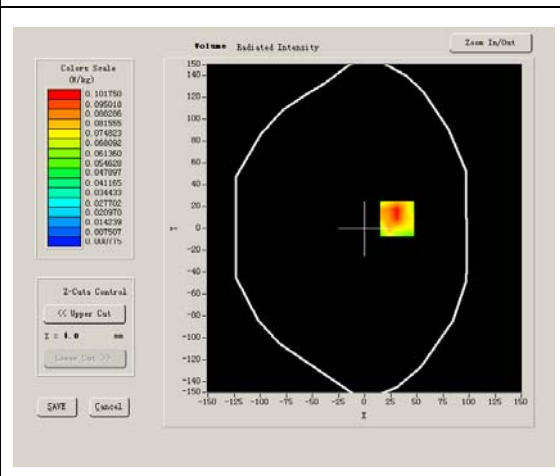 Volume Radiated Intensity
Zoom In/Out
Colors Scale
(W/kg)
0.101750
0.095018
0.088286
0.081555
0.074823
0.068092
0.061360
0.054628
0.047897
0.041165
0.034433
0.027702
0.020970
0.014239
0.007507
0.000775
Z-Cuts Control
<< Upper Cut
Z = 4.0 mm
Lower Cut >>
SAVE
Cancel
150
140
120
100
80
60
40
20
0
-20
-40
-60
-80
-100
-120
-140
-150
Y
-150 -125 -100 -75 -50 -25 0 25 50 75 100 125 150
X